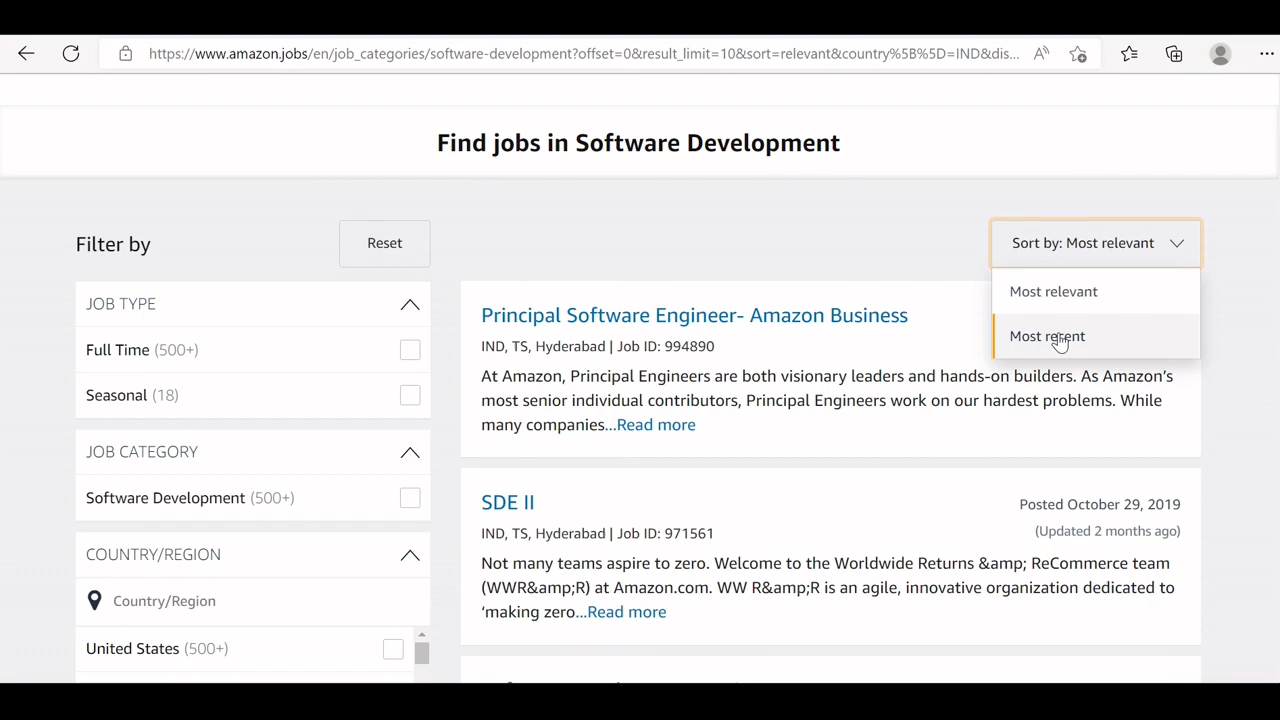 https://www.amazon.jobs/en/job_categories/software-development?offset=0&result_limit=10&sort=relevant&country%5B%5D=IND&dis...
Find jobs in Software Development
Filter by
Reset
Sort by: Most relevant
Most relevant
Most recent
JOB TYPE
Full Time (500+)
Seasonal (18)
JOB CATEGORY
Software Development (500+)
COUNTRY/REGION
Country/Region
United States (500+)
Principal Software Engineer- Amazon Business
IND, TS, Hyderabad | Job ID: 994890
At Amazon, Principal Engineers are both visionary leaders and hands-on builders. As Amazon's
most senior individual contributors, Principal Engineers work on our hardest problems. While
many companies...Read more
SDE II
Posted October 29, 2019
IND, TS, Hyderabad | Job ID: 971561
(Updated 2 months ago)
Not many teams aspire to zero. Welcome to the Worldwide Returns &amp; ReCommerce team
(WWR&amp;R) at Amazon.com. WW R&amp;R is an agile, innovative organization dedicated to
‘making zero...Read more